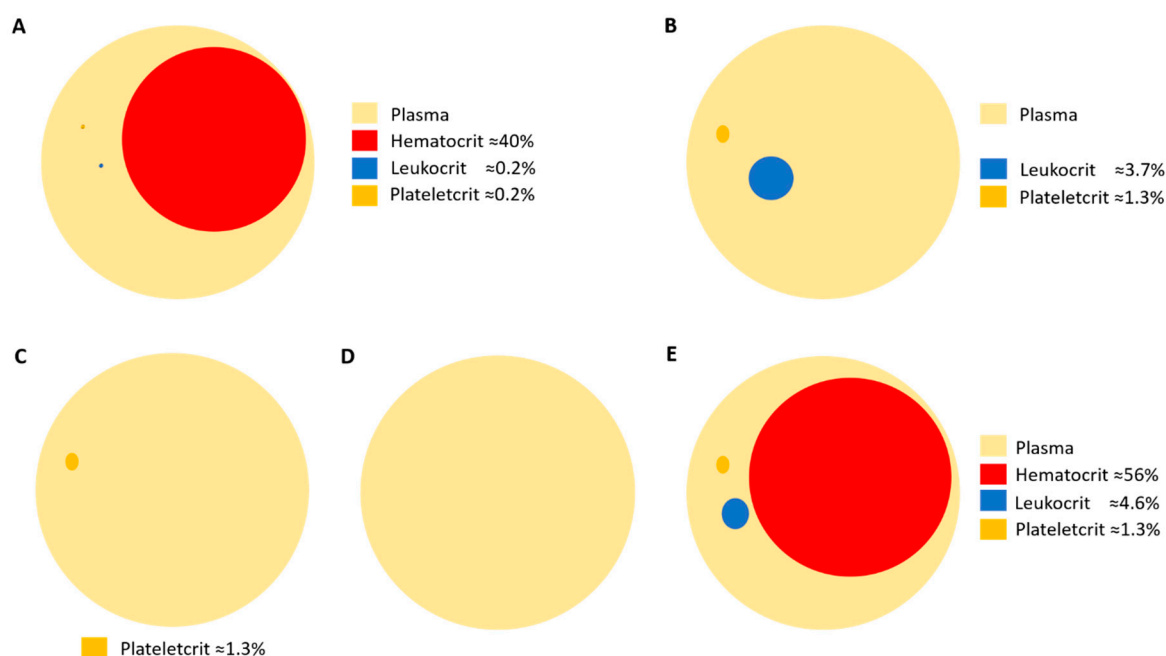 A
Plasma
Hematocrit ≈40%
Leukocrit ≈0.2%
Plateletcrit ≈0.2%
B
Plasma
Leukocrit ≈3.7%
Plateletcrit ≈1.3%
C
Plateletcrit ≈1.3%
D
E
Plasma
Hematocrit ≈56%
Leukocrit ≈4.6%
Plateletcrit ≈1.3%